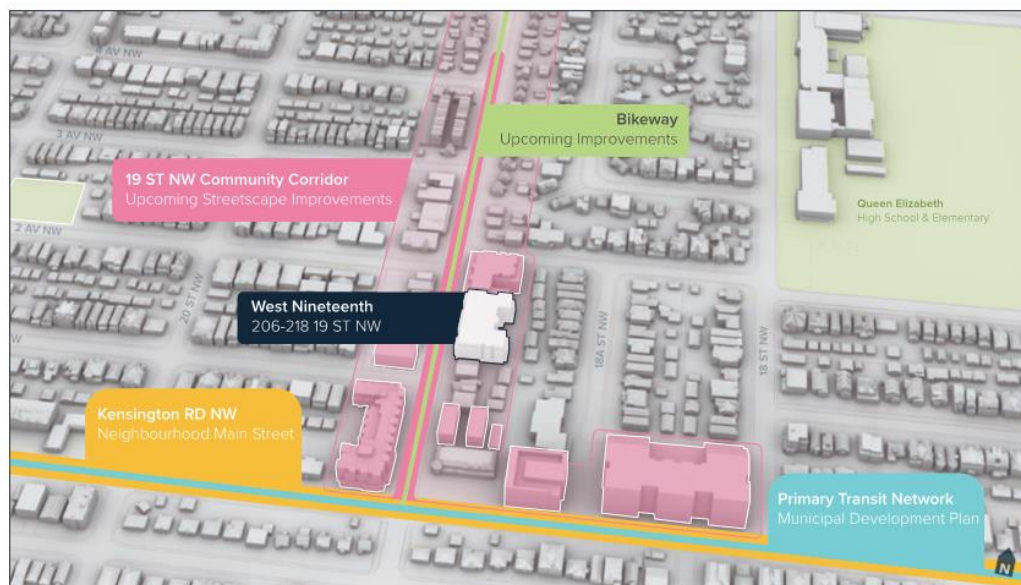 4 AV NW
3 AV NW
Bikeway
Upcoming Improvements
19 ST NW Community Corridor
Upcoming Streetscape Improvements
Queen Elizabeth
High School & Elementary
2 AV NW
20 ST NW
West Nineteenth
206-218 19 ST NW
18A ST NW
18 ST NW
Kensington RD NW
Neighbourhood Main Street
Primary Transit Network
Municipal Development Plan
N